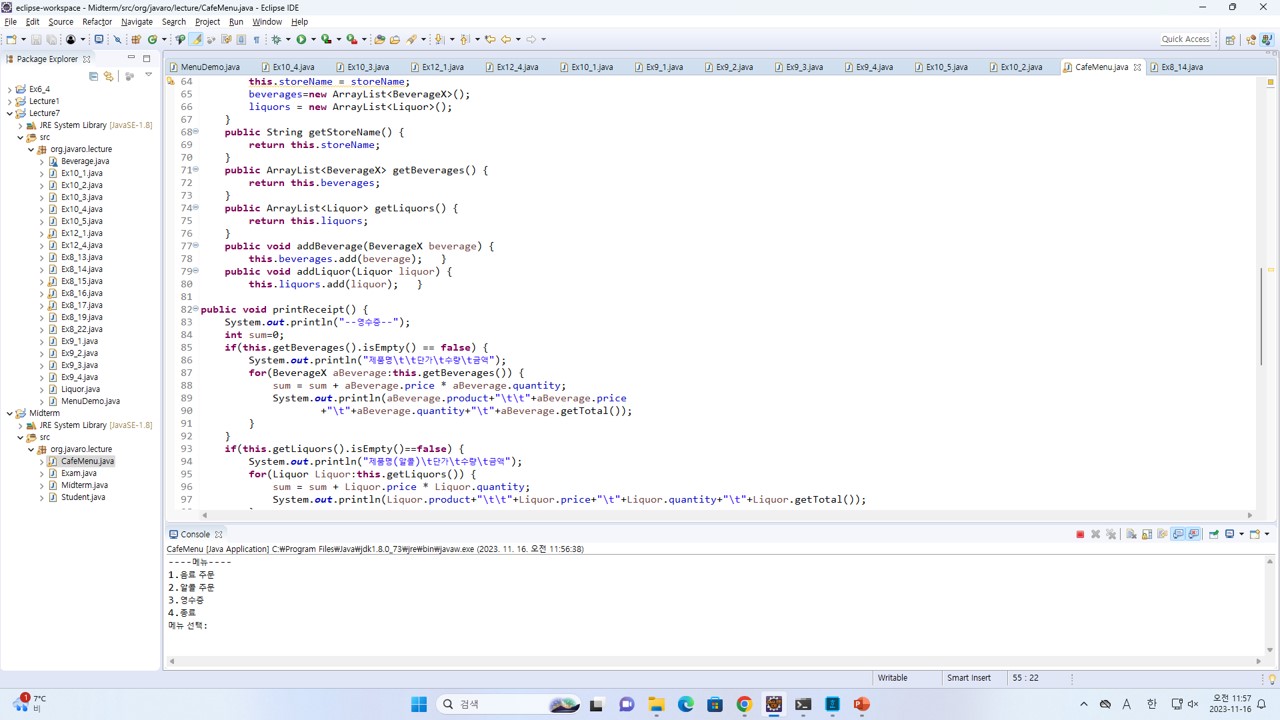 eclipse-workspace - Midterm/src/org/javaro/lecture/CafeMenu.java - Eclipse IDE
File Edit Source Refactor Navigate Search Project Run Window Help
Quick Access
Package Explorer
MenuDemo.java Ex10_4.java Ex10_3.java Ex12_1.java Ex12_4.java Ex10_1.java Ex9_1.java Ex9_2.java Ex9_3.java Ex9_4.java Ex10_5.java Ex10_2.java CafeMenu.java Ex8_14.java
Ex6_4
Lecture1
Lecture7
JRE System Library [JavaSE-1.8]
src
org.javaro.lecture
Beverage.java
Ex10_1.java
Ex10_2.java
Ex10_3.java
Ex10_4.java
Ex10_5.java
Ex12_1.java
Ex12_4.java
Ex8_13.java
Ex8_14.java
Ex8_15.java
Ex8_16.java
Ex8_17.java
Ex8_19.java
Ex8_22.java
Ex9_1.java
Ex9_2.java
Ex9_3.java
Ex9_4.java
Liquor.java
MenuDemo.java
Midterm
JRE System Library [JavaSE-1.8]
src
org.javaro.lecture
CafeMenu.java
Exam.java
Midterm.java
Student.java
64 this.storeName = storeName;
65 beverages=new ArrayList<BeverageX>();
66 liquors = new ArrayList<Liquor>();
67 }
68 public String getStoreName() {
69 return this.storeName;
70 }
71 public ArrayList<BeverageX> getBeverages() {
72 return this.beverages;
73 }
74 public ArrayList<Liquor> getLiquors() {
75 return this.liquors;
76 }
77 public void addBeverage(BeverageX beverage) {
78 this.beverages.add(beverage); }
79 public void addLiquor(Liquor liquor) {
80 this.liquors.add(liquor); }
81
82 public void printReceipt() {
83 System.out.println("--영수증--");
84 int sum=0;
85 if(this.getBeverages().isEmpty() == false) {
86 System.out.println("제품명\t\t단가\t수량\t금액");
87 for(BeverageX aBeverage:this.getBeverages()) {
88 sum = sum + aBeverage.price * aBeverage.quantity;
89 System.out.println(aBeverage.product+"\t\t"+aBeverage.price
90 +"\t"+aBeverage.quantity+"\t"+aBeverage.getTotal());
91 }
92 }
93 if(this.getLiquors().isEmpty()==false) {
94 System.out.println("제품명(알콜)\t단가\t수량\t금액");
95 for(Liquor Liquor:this.getLiquors()) {
96 sum = sum + Liquor.price * Liquor.quantity;
97 System.out.println(Liquor.product+"\t\t"+Liquor.price+"\t"+Liquor.quantity+"\t"+Liquor.getTotal());
Console
CafeMenu [Java Application] C:₩Program Files₩Java₩jdk1.8.0_73₩jre₩bin₩javaw.exe (2023. 11. 16. 오전 11:56:38)
----메뉴----
1.음료 주문
2.알콜 주문
3.영수증
4.종료
메뉴 선택:
Writable Smart Insert 55 : 22
1 7°C
비
검색
A 한
오전 11:57
2023-11-16